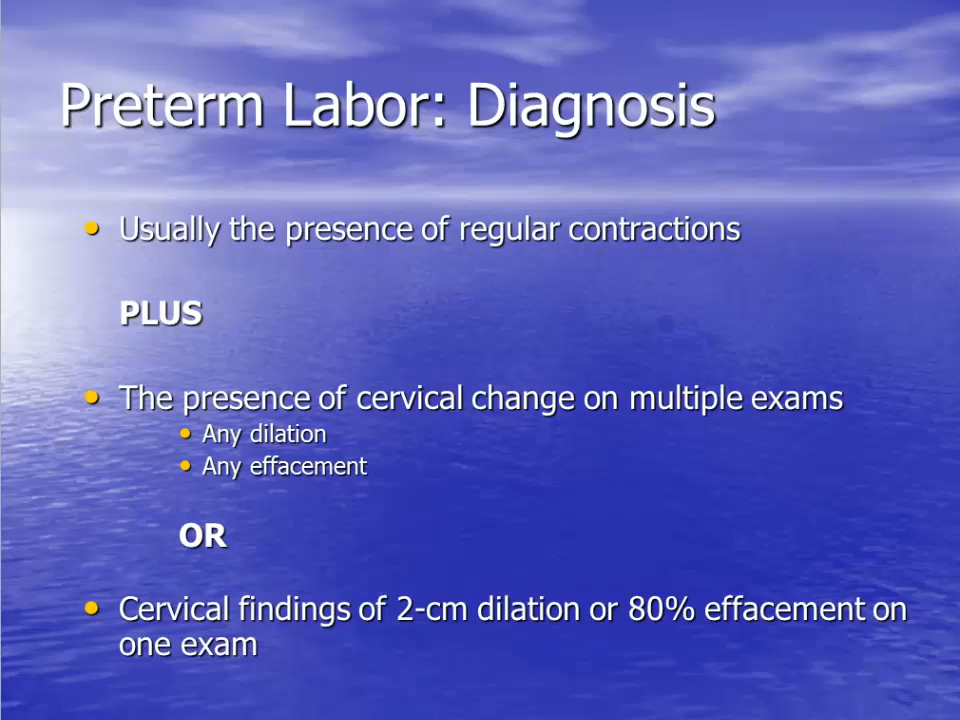 Preterm Labor: Diagnosis
• Usually the presence of regular contractions
PLUS
• The presence of cervical change on multiple exams
• Any dilation
• Any effacement
OR
• Cervical findings of 2-cm dilation or 80% effacement on
one exam